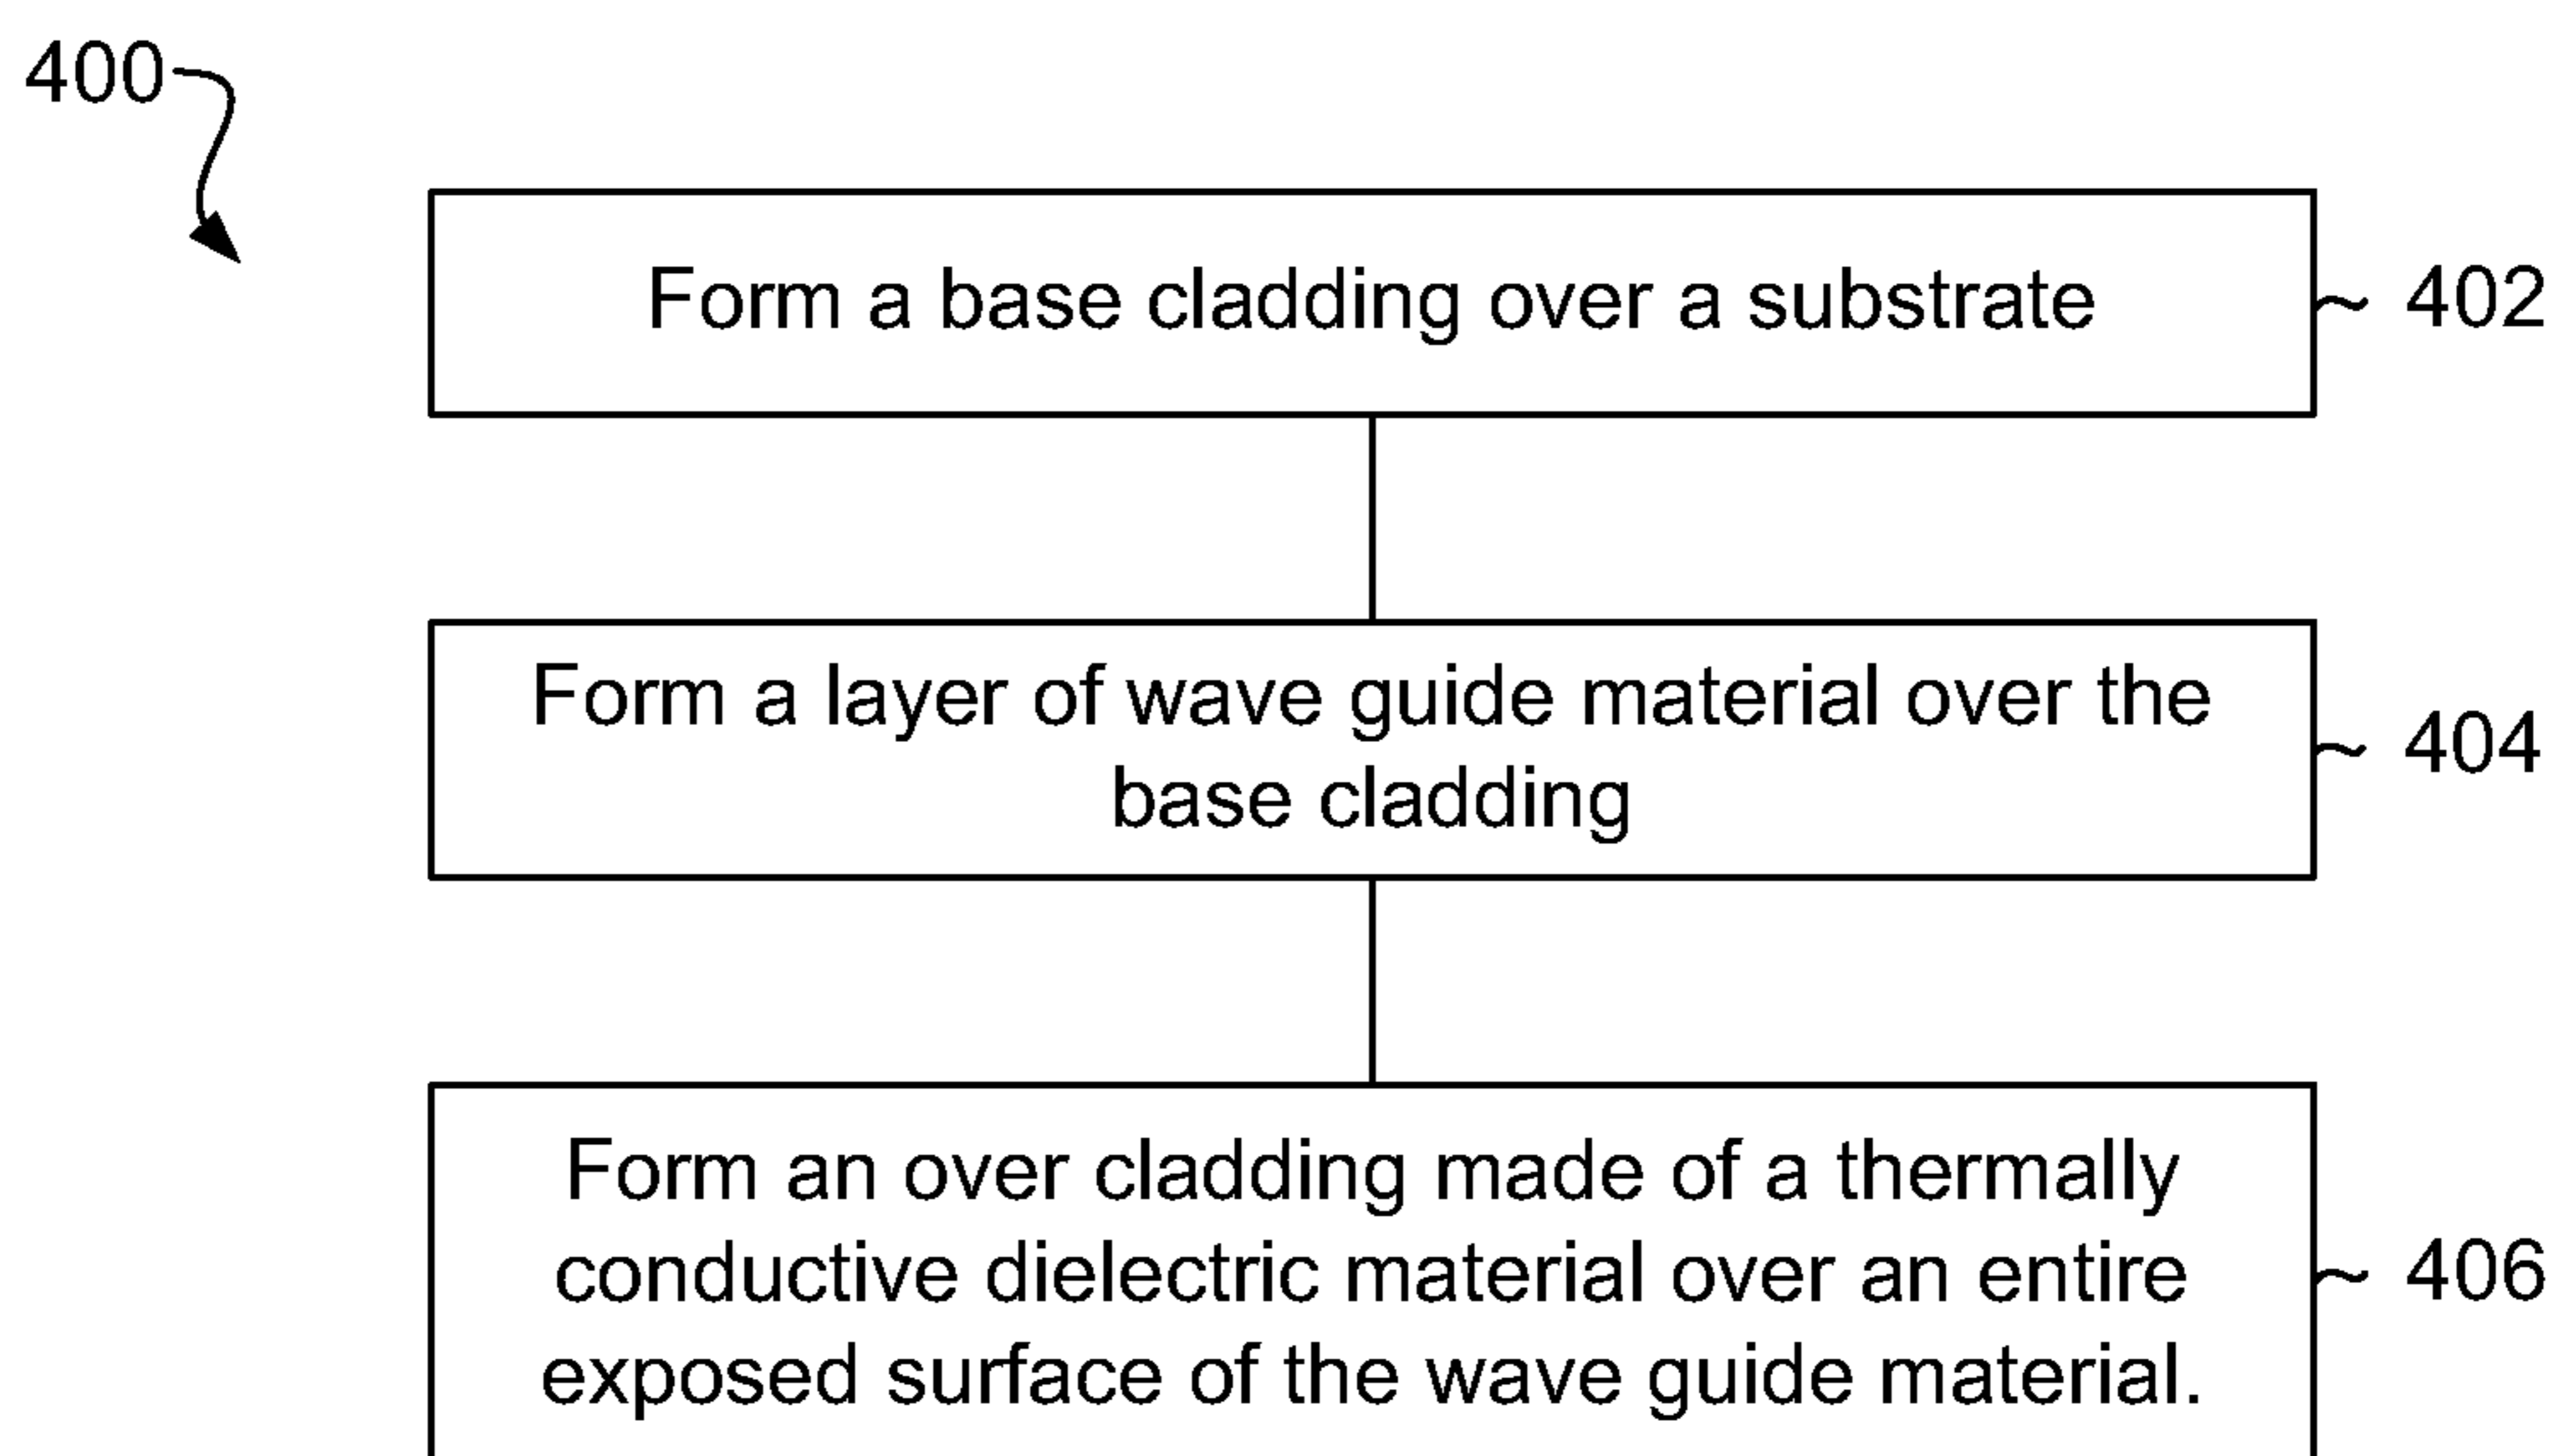 400
Form a base cladding over a substrate
402
Form a layer of wave guide material over the
base cladding
404
Form an over cladding made of a thermally
conductive dielectric material over an entire
exposed surface of the wave guide material.
406